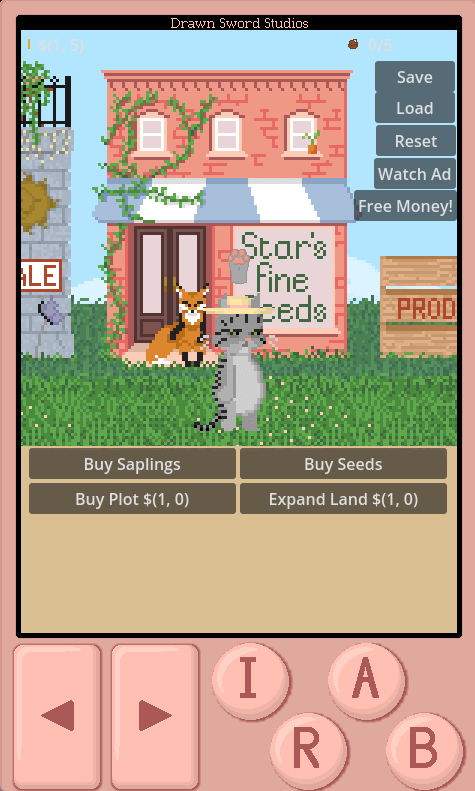 Drawn Sword Studios
$(1, 5)
0/5
Save
Load
Reset
Watch Ad
Free Money!
Star's
fine
eeds
ALE
PROD
Buy Saplings
Buy Seeds
Buy Plot $(1, 0)
Expand Land $(1, 0)
I
A
R
B